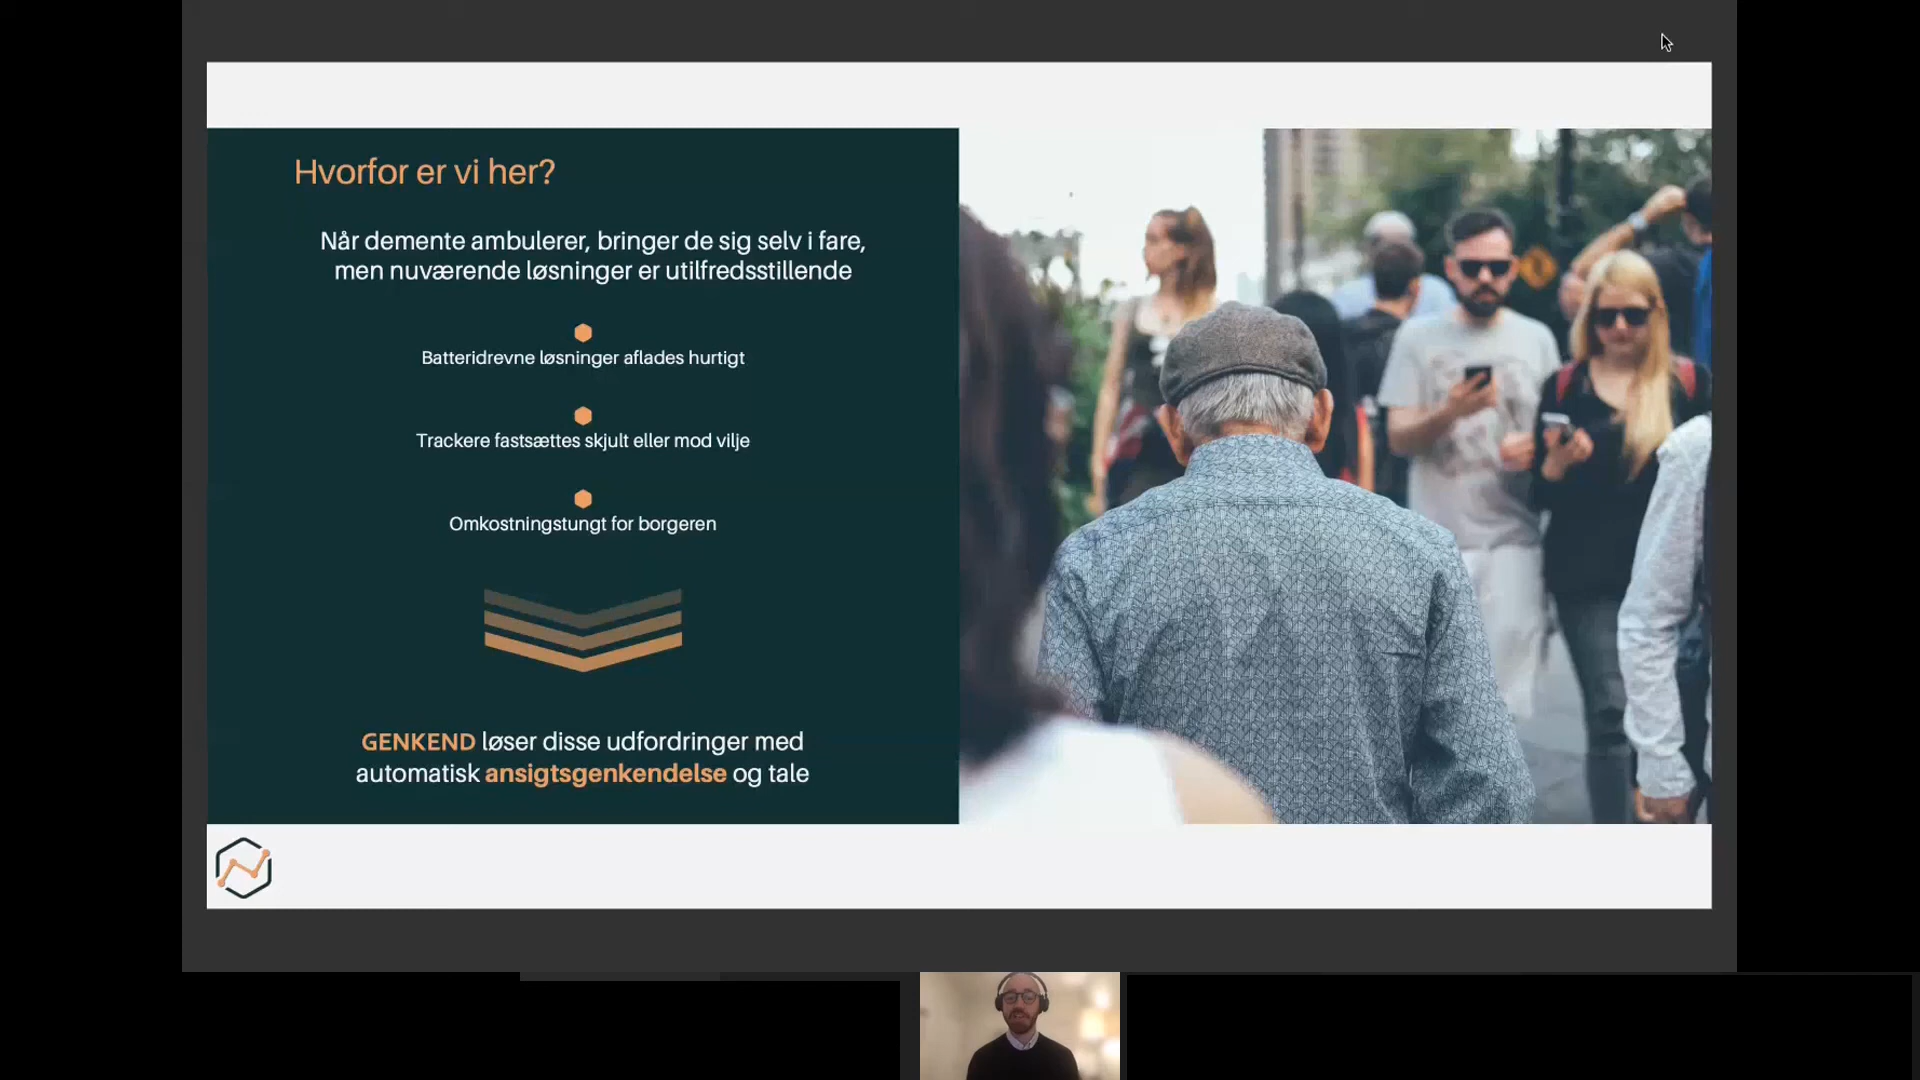 Hvorfor er vi her?
Når demente ambulerer, bringer de sig selv i fare,
men nuværende løsninger er utilfredsstillende
Batteridrevne løsninger aflades hurtigt
Trackere fastsættes skjult eller mod vilje
Omkostningstungt for borgeren
GENKEND løser disse udfordringer med
automatisk ansigtsgenkendelse og tale